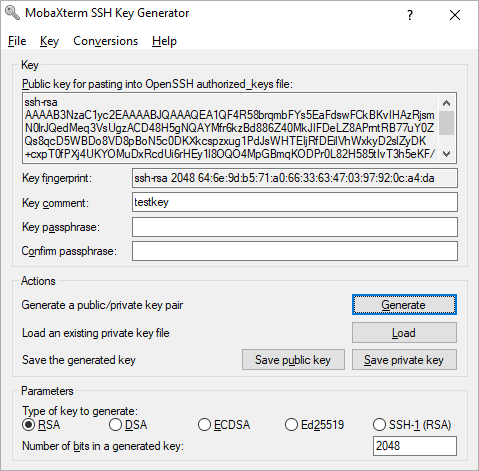 MobaXterm SSH Key Generator
File Key Conversions Help
Key
Public key for pasting into OpenSSH authorized_keys file:
ssh-rsa
AAAAB3NzaC1yc2EAAAABJQAAAQEA1QF4R58brqmbFYs5EaFdswFCkBKvIHAzRjsm
N0lrJQedMeq3VsUgzACD48H5gNQAYMfr6kzBd886Z40MkJIFDeLZ8APmtRB77uY0Z
Qs8qcD5WBDo8VD8pBoN5c0DKXkcspzxug1PdJsWHTEIjRfDEilVhWxkyD2slZyDK
+cxpT0fPXj4UKYOMuDxRcdUi6rHEy1I8OQO4MpGBmqKODPr0L82H585tIvT3h5eKF/
Key fingerprint: ssh-rsa 2048 64:6e:9d:b5:71:a0:66:33:63:47:03:97:92:0c:a4:da
Key comment: testkey
Key passphrase:
Confirm passphrase:
Actions
Generate a public/private key pair Generate
Load an existing private key file Load
Save the generated key Save public key Save private key
Parameters
Type of key to generate:
RSA DSA ECDSA Ed25519 SSH-1 (RSA)
Number of bits in a generated key: 2048